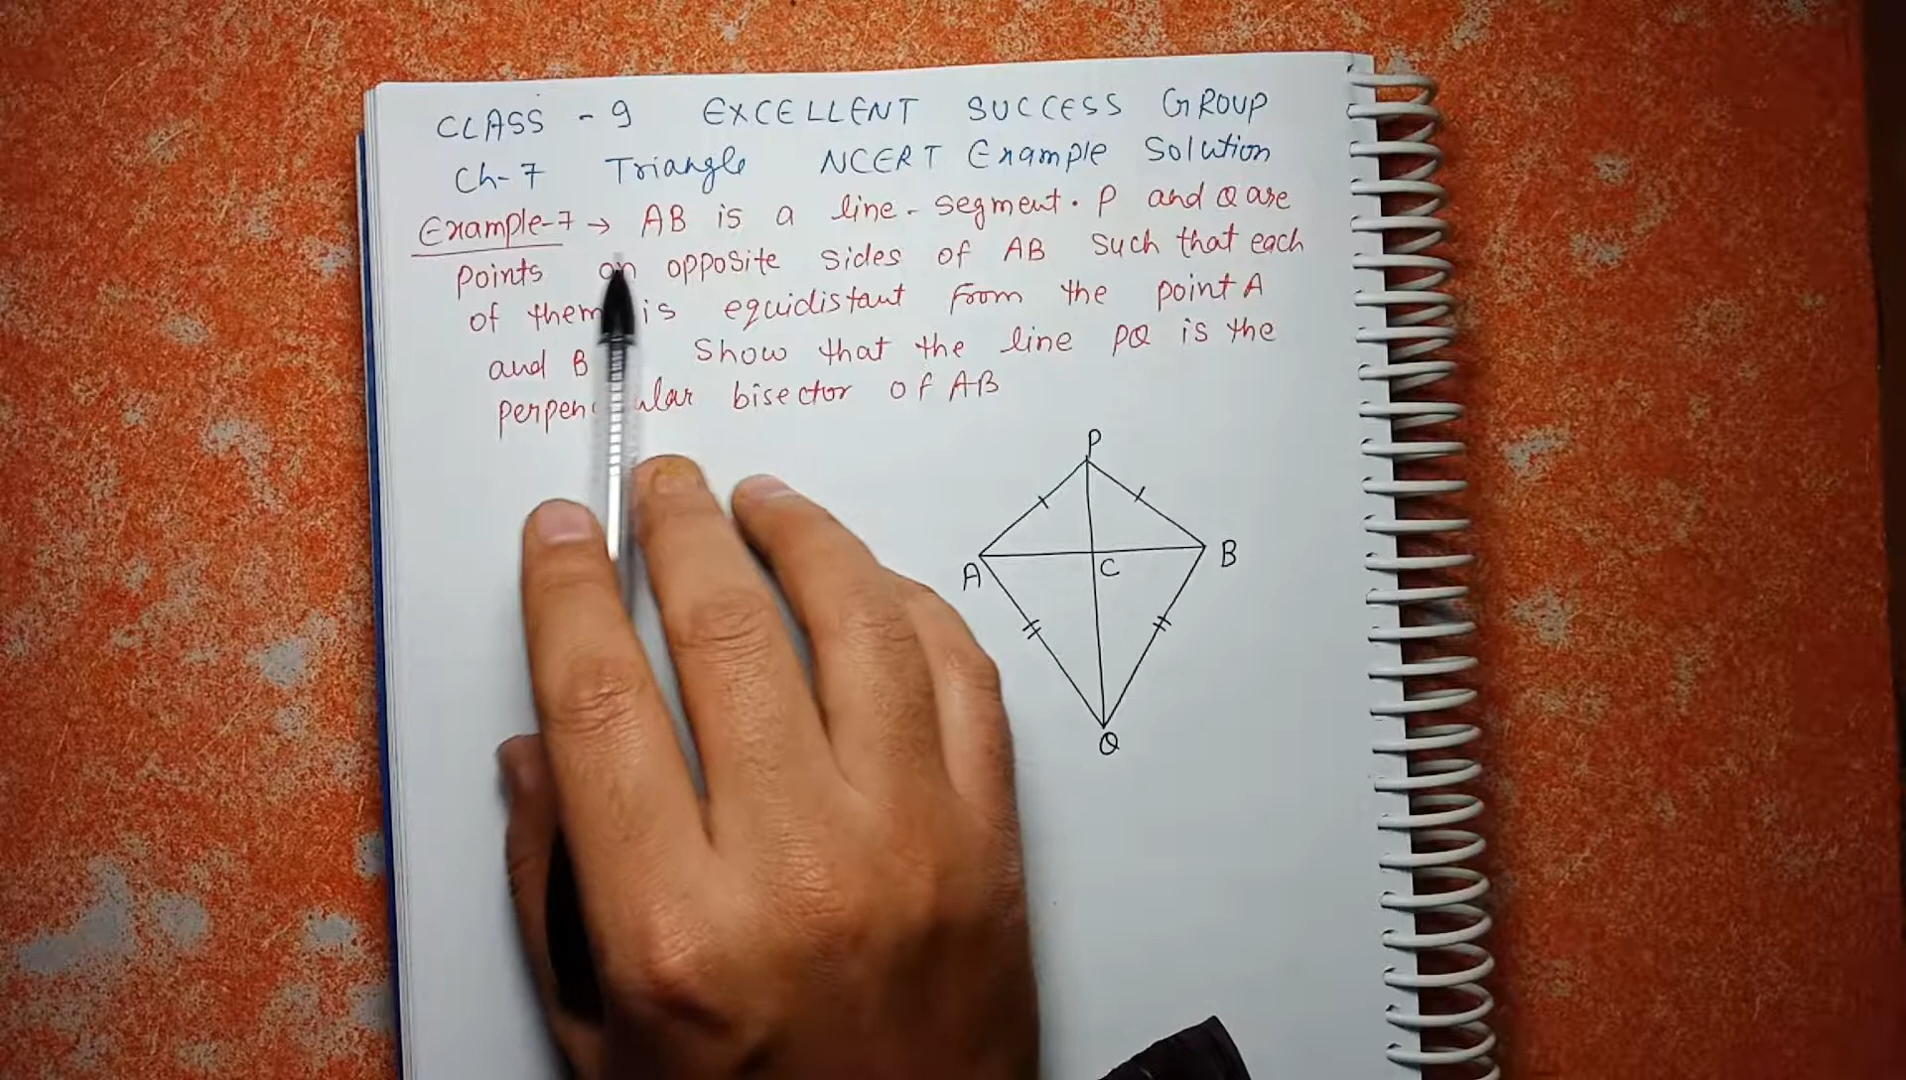 CLASS - 9 EXCELLENT SUCCESS GROUP
Ch-7 Triangle NCERT Example Solution
Example-7 → AB is a line-segment. P and Q are
points on opposite sides of AB such that each
of them is equidistant from the point A
and B Show that the line PQ is the
bisector of AB
P
A
C
B
Q